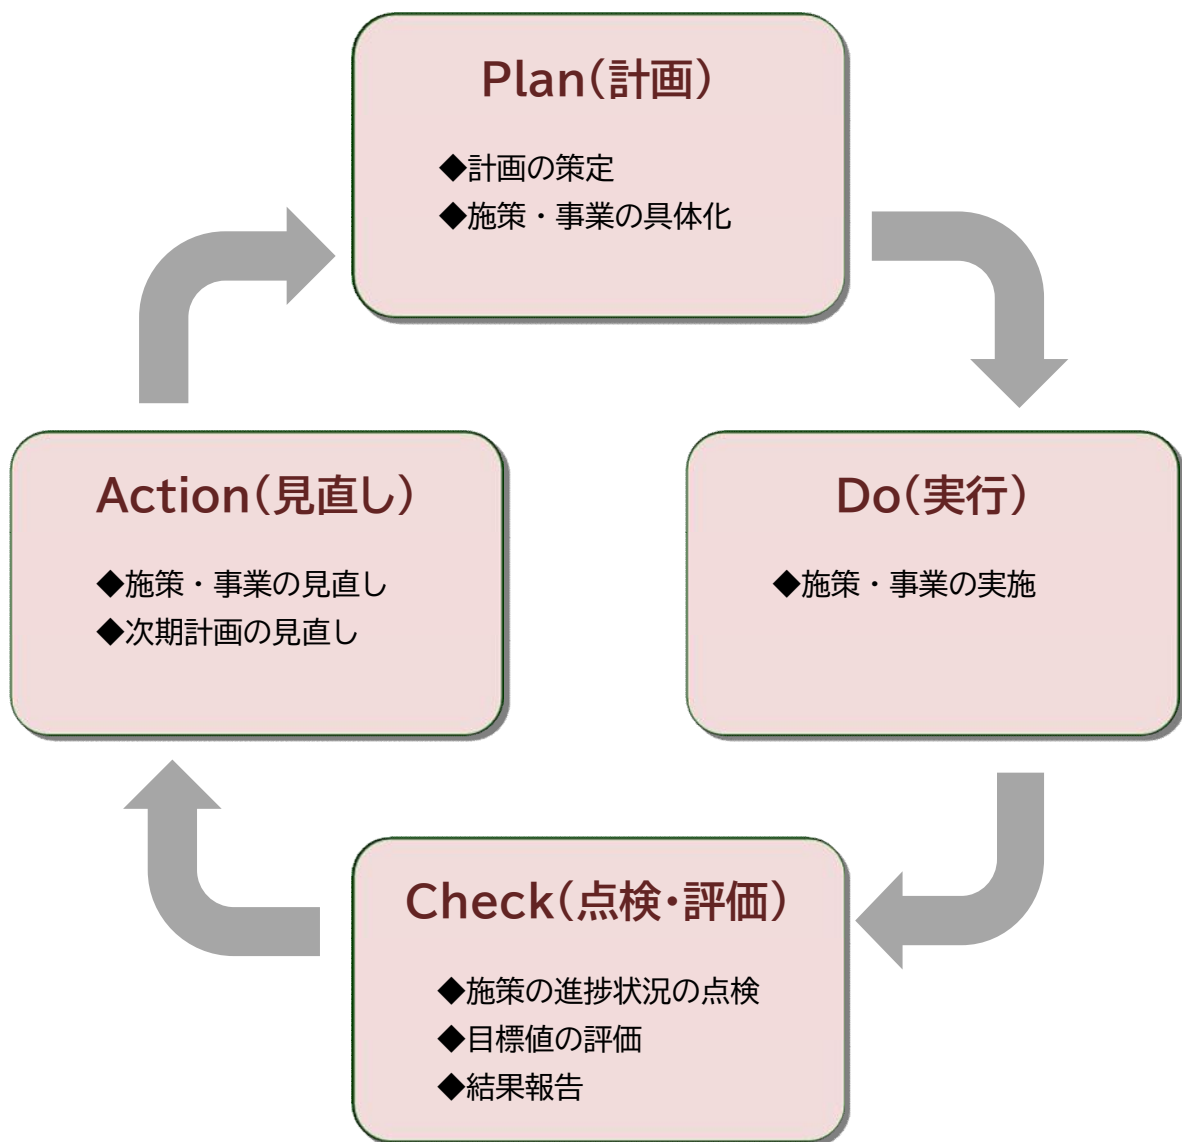 Plan(計画)
◆計画の策定
◆施策・事業の具体化
Action(見直し)
◆施策・事業の見直し
◆次期計画の見直し
Do(実行)
◆施策・事業の実施
Check(点検・評価)
◆施策の進捗状況の点検
◆目標値の評価
◆結果報告